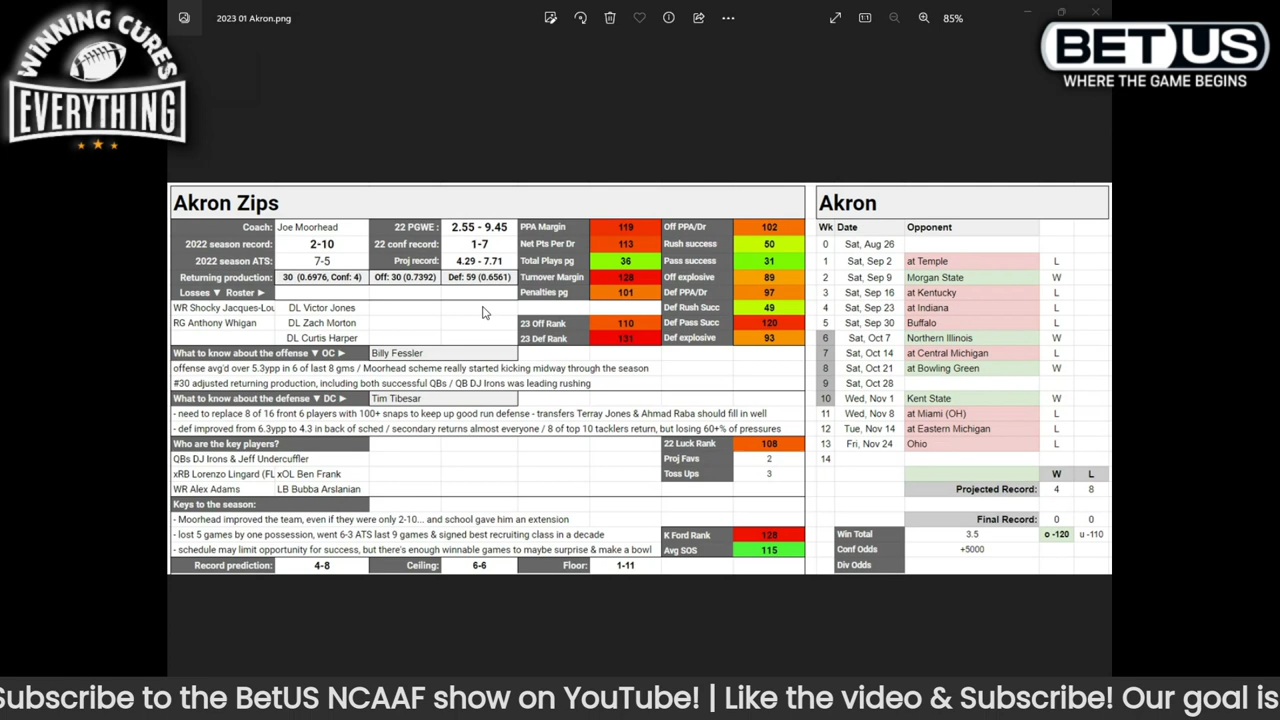 2023 01 Akron.png
85%
WINNING CURES
EVERYTHING
BETUS
WHERE THE GAME BEGINS
Akron Zips
Coach: Joe Moorhead 22 PGWE: 2.55 - 9.45 PPA Margin 119 Off PPA/Dr 102
2022 season record: 2-10 22 conf record: 1-7 Net Pts Per Dr 113 Rush success 50
2022 season ATS: 7-5 Proj record: 4.29 - 7.71 Total Plays pg 36 Pass success 31
Returning production: 30 (0.6976, Conf: 4) Off: 30 (0.7392) Def: 59 (0.6561) Turnover Margin 128 Off explosive 89
Losses ▼ Roster ► Penalties pg 101 Def PPA/Dr 97
WR Shocky Jacques-Lou DL Victor Jones Def Rush Succ 49
RG Anthony Whigan DL Zach Morton 23 Off Rank 110 Def Pass Succ 120
DL Curtis Harper 23 Def Rank 131 Def explosive 93
What to know about the offense ▼ OC ► Billy Fessler
offense avg'd over 5.3ypp in 6 of last 8 gms / Moorhead scheme really started kicking midway through the season
#30 adjusted returning production, including both successful QBs / QB DJ Irons was leading rushing
What to know about the defense ▼ DC ► Tim Tibesar
- need to replace 8 of 16 front 6 players with 100+ snaps to keep up good run defense - transfers Terray Jones & Ahmad Raba should fill in well
- def improved from 6.3ypp to 4.3 in back of sched / secondary returns almost everyone / 8 of top 10 tacklers return, but losing 60+% of pressures
Who are the key players? 22 Luck Rank 108
QBs DJ Irons & Jeff Undercuffler Proj Favs 2
xRB Lorenzo Lingard (FL xOL Ben Frank Toss Ups 3
WR Alex Adams LB Bubba Arslanian
Keys to the season:
- Moorhead improved the team, even if they were only 2-10... and school gave him an extension
- lost 5 games by one possession, went 6-3 ATS last 9 games & signed best recruiting class in a decade K Ford Rank 128
- schedule may limit opportunity for success, but there's enough winnable games to maybe surprise & make a bowl Avg SOS 115
Record prediction: 4-8 Ceiling: 6-6 Floor: 1-11
Akron
Wk Date Opponent
0 Sat, Aug 26
1 Sat, Sep 2 at Temple L
2 Sat, Sep 9 Morgan State W
3 Sat, Sep 16 at Kentucky L
4 Sat, Sep 23 at Indiana L
5 Sat, Sep 30 Buffalo L
6 Sat, Oct 7 Northern Illinois W
7 Sat, Oct 14 at Central Michigan L
8 Sat, Oct 21 at Bowling Green W
9 Sat, Oct 28
10 Wed, Nov 1 Kent State W
11 Wed, Nov 8 at Miami (OH) L
12 Tue, Nov 14 at Eastern Michigan L
13 Fri, Nov 24 Ohio L
14
W L
Projected Record: 4 8
Final Record: 0 0
Win Total 3.5 o -120 u -110
Conf Odds +5000
Div Odds
Subscribe to the BetUS NCAAF show on YouTube! | Like the video & Subscribe! Our goal is